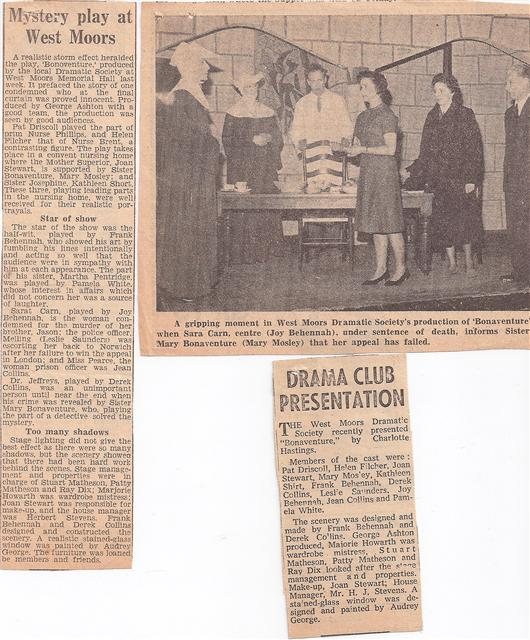 Mystery play at
West Moors
A realistic storm effect heralded
the play, 'Bonoventure,' produced
by the local Dramatic Society at
West Moors Memorial Hall last
week. It prefaced the story of one
condemned who at the final
curtain was proved innocent. Pro-
duced by George Ashton with a
good team, the production was
seen by good audiences.
Pat Driscoll played the part of
prim Nurse Phillips, and Helen
Pilcher that of Nurse Brent, a
contrasting figure. The play takes
place in a convent nursing home
where the Mother Superior, Joan
Stewart, is supported by Sister
Bonaventure, Mary Mosley; and
Sister Josephine, Kathleen Short.
These three, playing leading parts
in the nursing home, were well
received for their realistic por-
trayals.
Star of show
The star of the show was the
half-wit, played by Frank
Behennah, who showed his art by
fumbling his lines intentionally
and acting so well that the
audience were in sympathy with
him at each appearance. The part
of his sister, Martha Pentridge,
was played by Pamela White,
whose interest in affairs which
did not concern her was a source
of laughter.
Sarat Carn, played by Joy
Behennah, is the woman con-
demned for the murder of her
brother, Jason; the police officer,
Melling (Leslie Saunders) was
escorting her back to Norwich
after her failure to win the appeal
in London; and Miss Pearce, the
woman prison officer was Jean
Collins.
Dr. Jeffreys, played by Derek
Collins, was an unimportant
person until near the end when
his crime was revealed by Sister
Mary Bonaventure, who, playing
the part of a detective solved the
mystery.
Too many shadows
Stage lighting did not give the
best effect as there were so many
shadows, but the scenery showed
that there had been hard work
behind the scenes. Stage manage-
ment and properties were in
charge of Stuart Matheson, Patty
Matheson and Ray Dix; Marjorie
Howarth was wardrobe mistress;
Joan Stewart was responsible for
make-up, and the house manager
was Herbert Stevens. Frank
Behennah and Derek Collins
designed and constructed the
scenery. A realistic stained-glass
window was painted by Audrey
George. The furniture was loaned
be members and friends.
A gripping moment in West Moors Dramatic Society's production of 'Bonaventure'
when Sara Carn, centre (Joy Behennah), under sentence of death, informs Sister
Mary Bonaventure (Mary Mosley) that her appeal has failed.
DRAMA CLUB
PRESENTATION
THE West Moors Dramatic
Society recently presented
"Bonaventure," by Charlotte
Hastings.
Members of the cast were:
Pat Driscoll, Helen Filcher, Joan
Stewart, Mary Mosley, Kathleen
Shirt, Frank Behennah, Derek
Collins, Leslie Saunders, Joy
Behennah, Jean Collins and Pam-
ela White.
The scenery was designed and
made by Frank Behennah and
Derek Collins. George Ashton
produced, Majorie Howarth was
wardrobe mistress, Stuart
Matheson, Patty Matheson and
Ray Dix looked after the stage
management and properties.
Make-up, Joan Stewart; House
Manager, Mr. H. J. Stevens. A
stained-glass window was de-
signed and painted by Audrey
George.